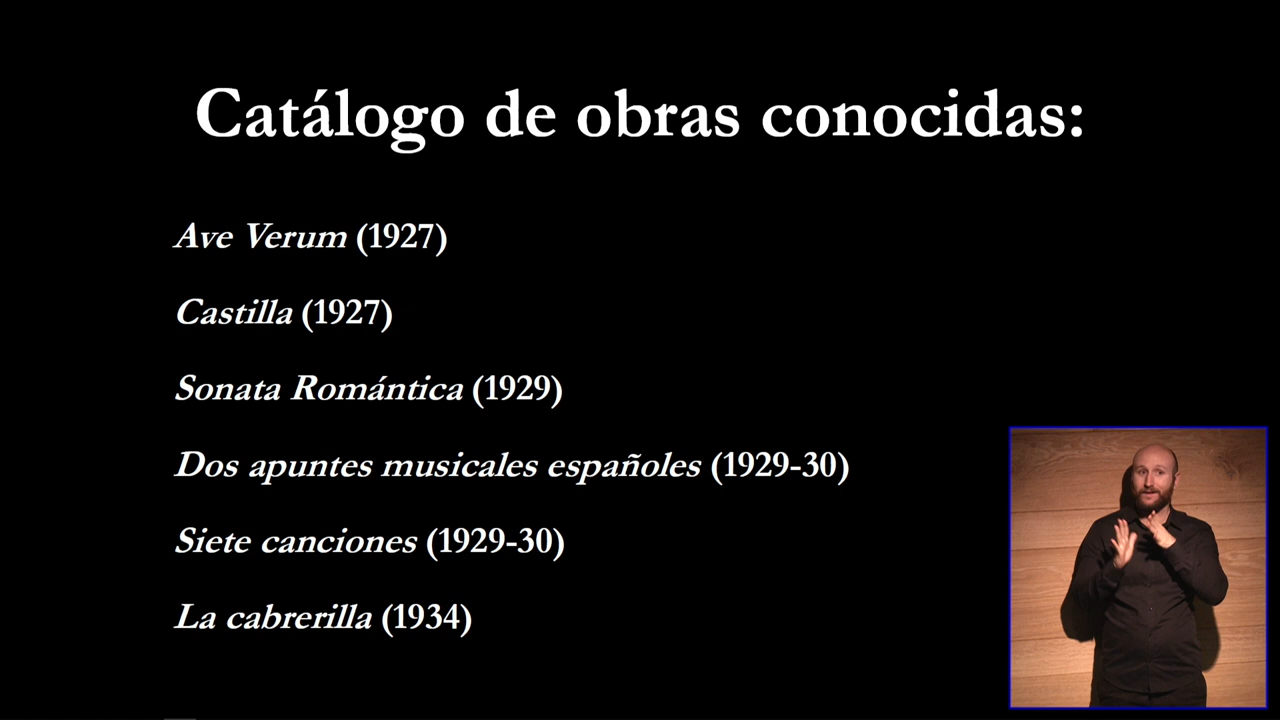 Catálogo de obras conocidas:
Ave Verum (1927)
Castilla (1927)
Sonata Romántica (1929)
Dos apuntes musicales españoles (1929-30)
Siete canciones (1929-30)
La cabrerilla (1934)